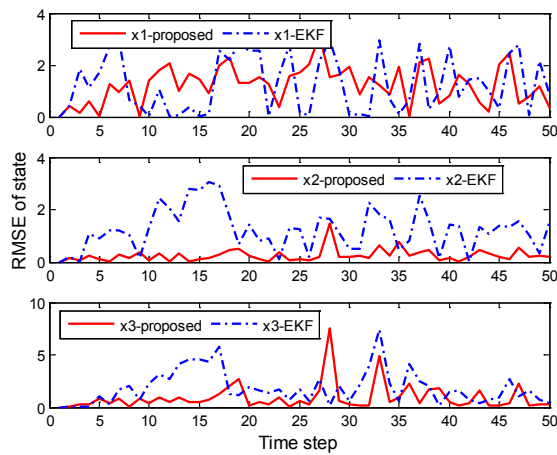 4
2
0
x1-proposed x1-EKF
0 5 10 15 20 25 30 35 40 45 50
RMSE of state
4
2
0
x2-proposed x2-EKF
0 5 10 15 20 25 30 35 40 45 50
10
5
0
x3-proposed x3-EKF
0 5 10 15 20 25 30 35 40 45 50
Time step